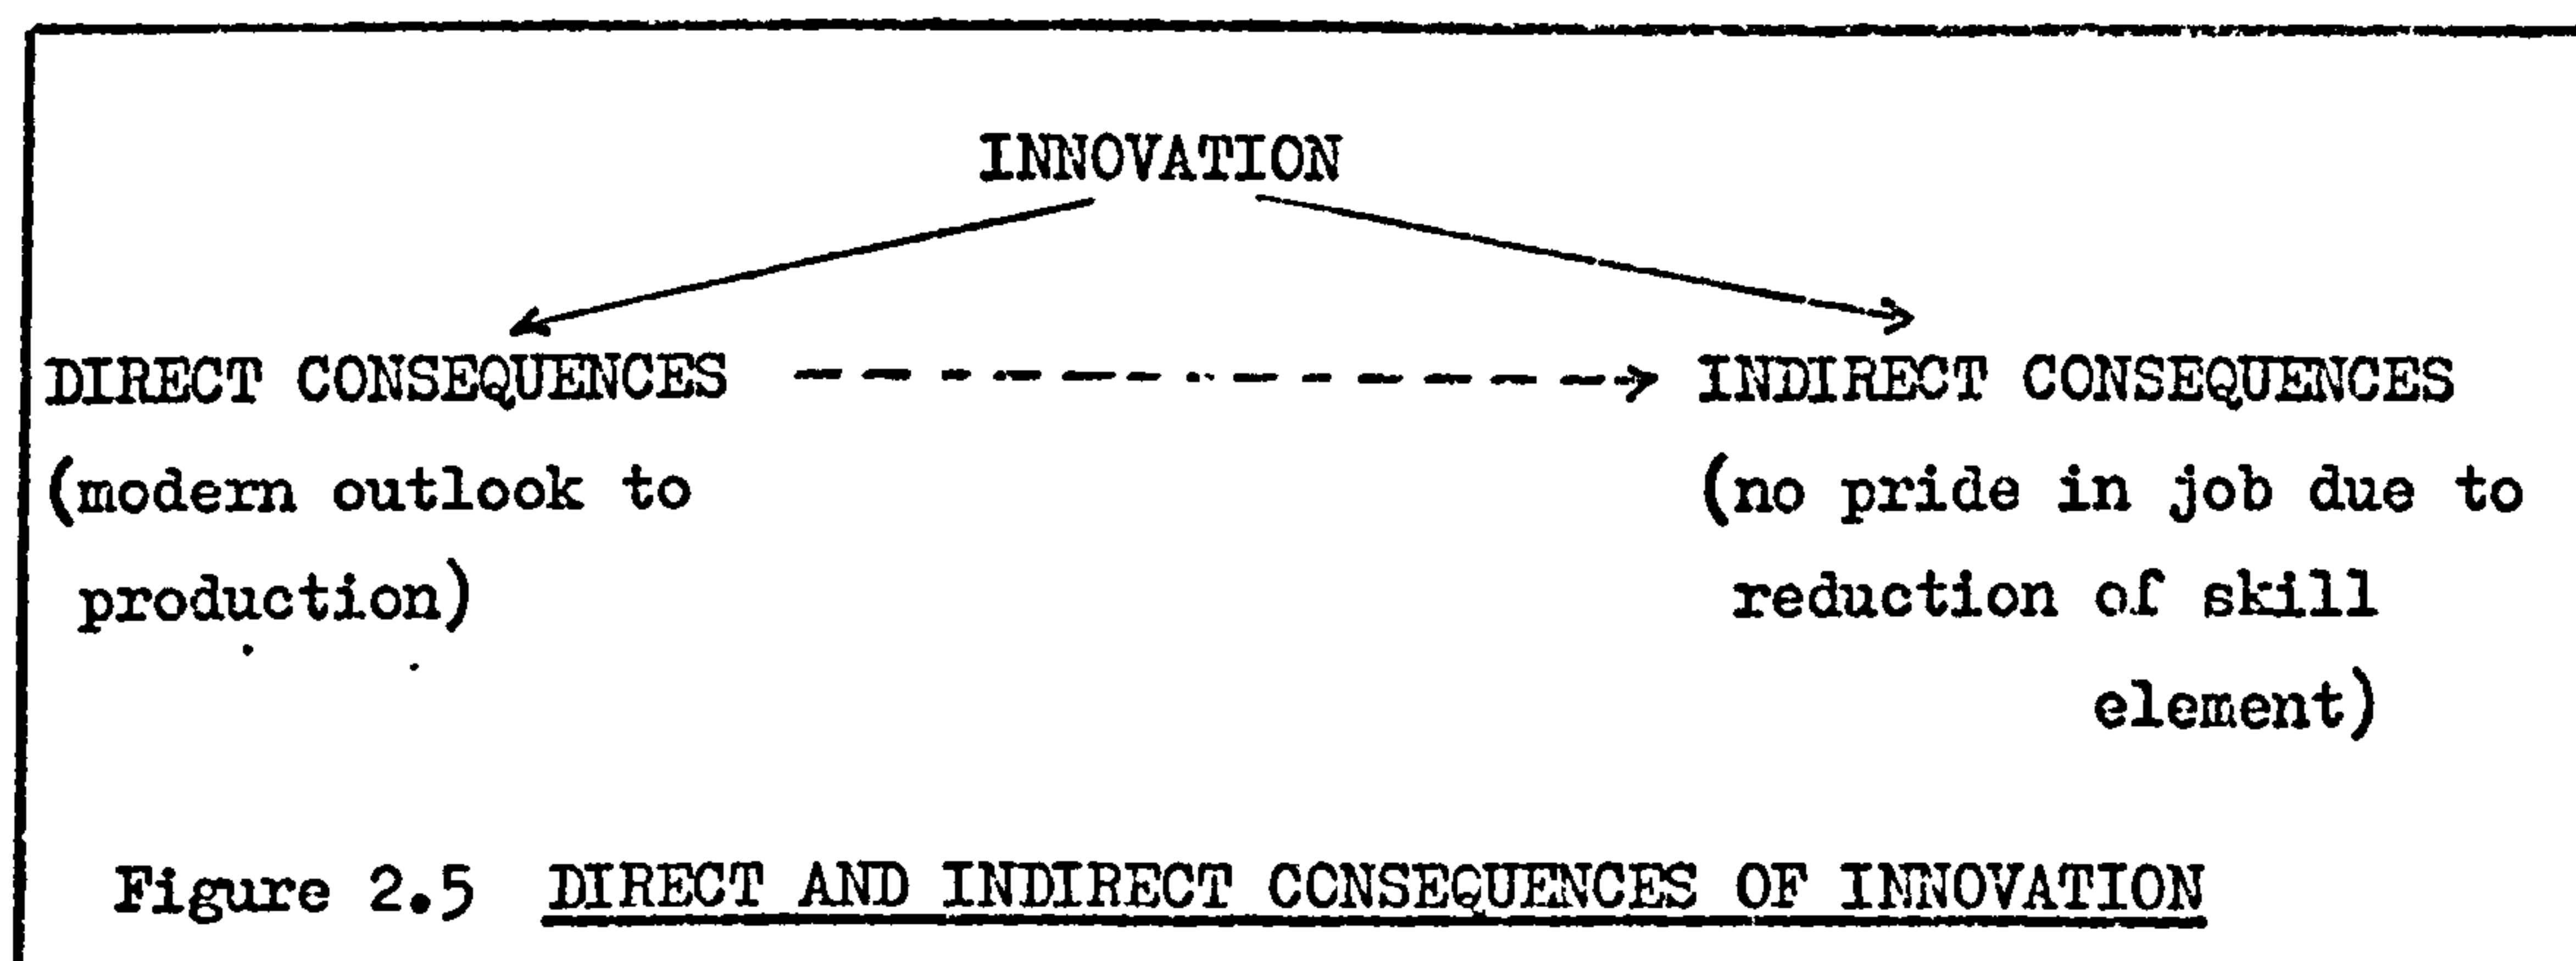 INNOVATION
DIRECT CONSEQUENCES INDIRECT CONSEQUENCES
(modern outlook to (no pride in job due to
production) reduction of skill
element)
Figure 2.5 DIRECT AND INDIRECT CONSEQUENCES OF INNOVATION